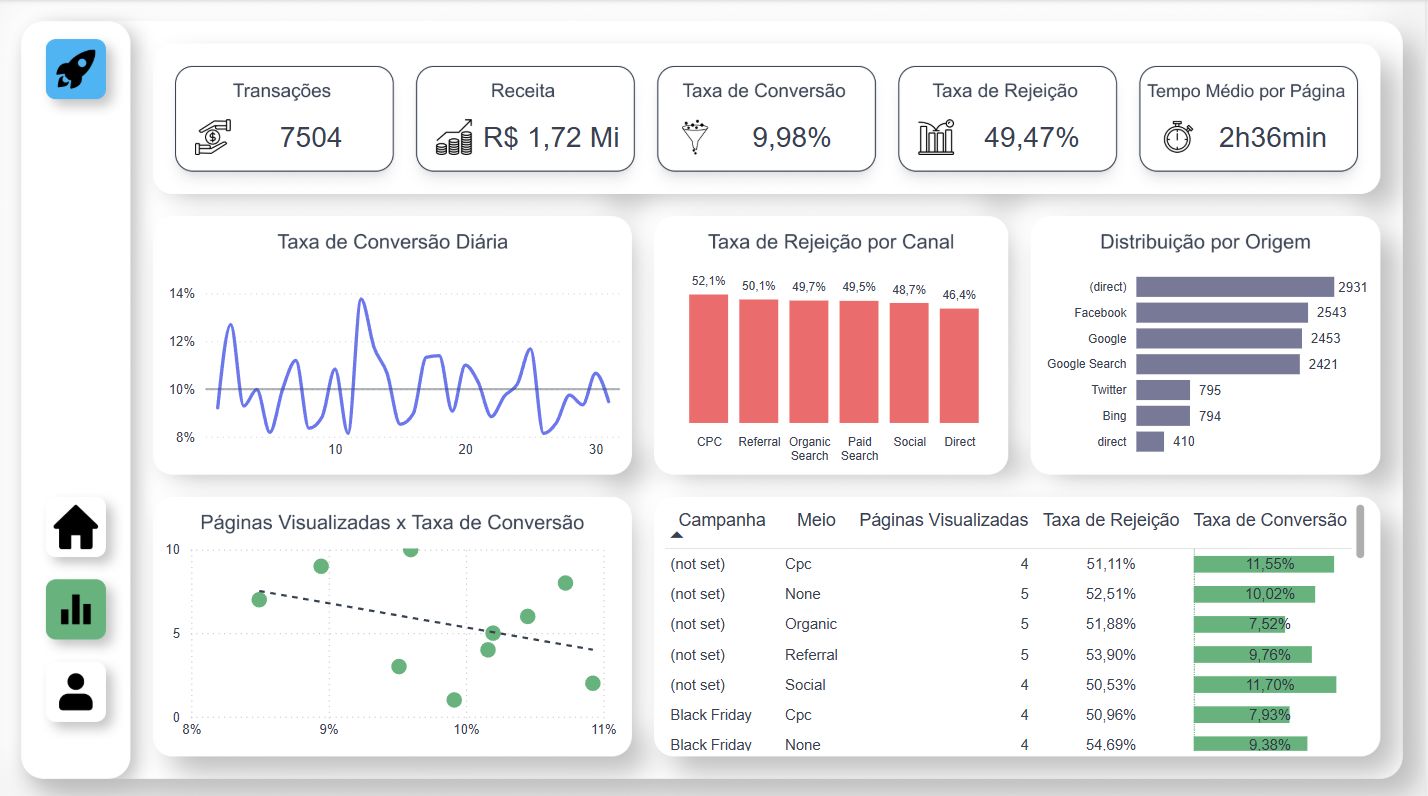 Transações
7504
Receita
R$ 1,72 Mi
Taxa de Conversão
9,98%
Taxa de Rejeição
49,47%
Tempo Médio por Página
2h36min
Taxa de Conversão Diária
14%
12%
10%
8%
10
20
30
Taxa de Rejeição por Canal
52,1%
50,1%
49,7%
49,5%
48,7%
46,4%
CPC
Referral
Organic
Search
Paid
Search
Social
Direct
Distribuição por Origem
(direct) 2931
Facebook 2543
Google 2453
Google Search 2421
Twitter 795
Bing 794
direct 410
Páginas Visualizadas x Taxa de Conversão
10
5
0
8%
9%
10%
11%
Campanha Meio Páginas Visualizadas Taxa de Rejeição Taxa de Conversão
(not set) Cpc 4 51,11% 11,55%
(not set) None 5 52,51% 10,02%
(not set) Organic 5 51,88% 7,52%
(not set) Referral 5 53,90% 9,76%
(not set) Social 4 50,53% 11,70%
Black Friday Cpc 4 50,96% 7,93%
Black Friday None 4 54,69% 9,38%